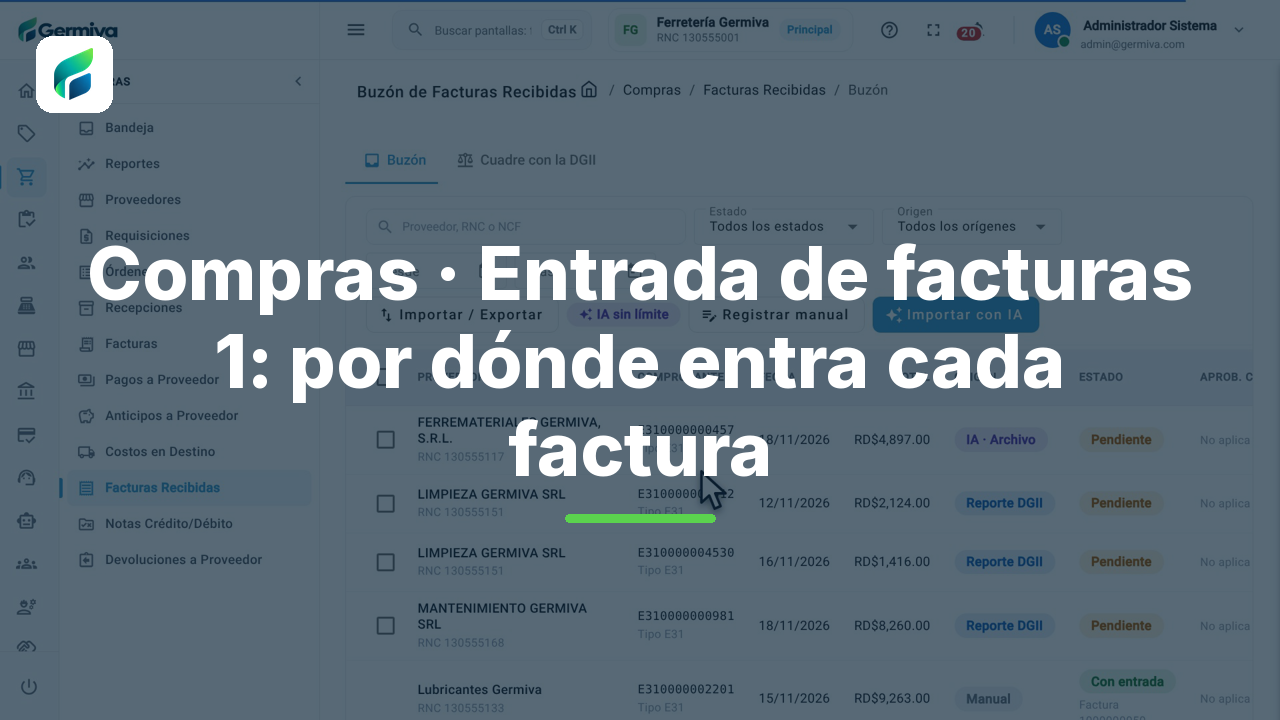 Germiva
Buscar pantallas:
Ctrl K
FG
Ferretería Germiva
RNC 130555001
Principal
20
AS
Administrador Sistema
admin@germiva.com
RAS
Buzón de Facturas Recibidas / Compras / Facturas Recibidas / Buzón
Bandeja
Reportes
Proveedores
Requisiciones
Órdenes
Recepciones
Facturas
Pagos a Proveedor
Anticipos a Proveedor
Costos en Destino
Facturas Recibidas
Notas Crédito/Débito
Devoluciones a Proveedor
Buzón
Cuadre con la DGII
Proveedor, RNC o NCF
Estado
Todos los estados
Origen
Todos los orígenes
Compras · Entrada de facturas
1: por dónde entra cada
factura
Importar / Exportar
IA sin límite
Registrar manual
Importar con IA
ESTADO
APROB. C
FERREMATERIALES GERMIVA, S.R.L.
RNC 130555117
E310000000457
18/11/2026
RD$4,897.00
IA · Archivo
Pendiente
No aplica
LIMPIEZA GERMIVA SRL
RNC 130555151
Tipo E31
12/11/2026
RD$2,124.00
Reporte DGII
Pendiente
No aplica
LIMPIEZA GERMIVA SRL
RNC 130555151
E310000004530
Tipo E31
16/11/2026
RD$1,416.00
Reporte DGII
Pendiente
No aplica
MANTENIMIENTO GERMIVA SRL
RNC 130555168
E310000000981
Tipo E31
18/11/2026
RD$8,260.00
Reporte DGII
Pendiente
No aplica
Lubricantes Germiva
RNC 130555133
E310000002201
Tipo E31
15/11/2026
RD$9,263.00
Manual
Con entrada
Factura
No aplica